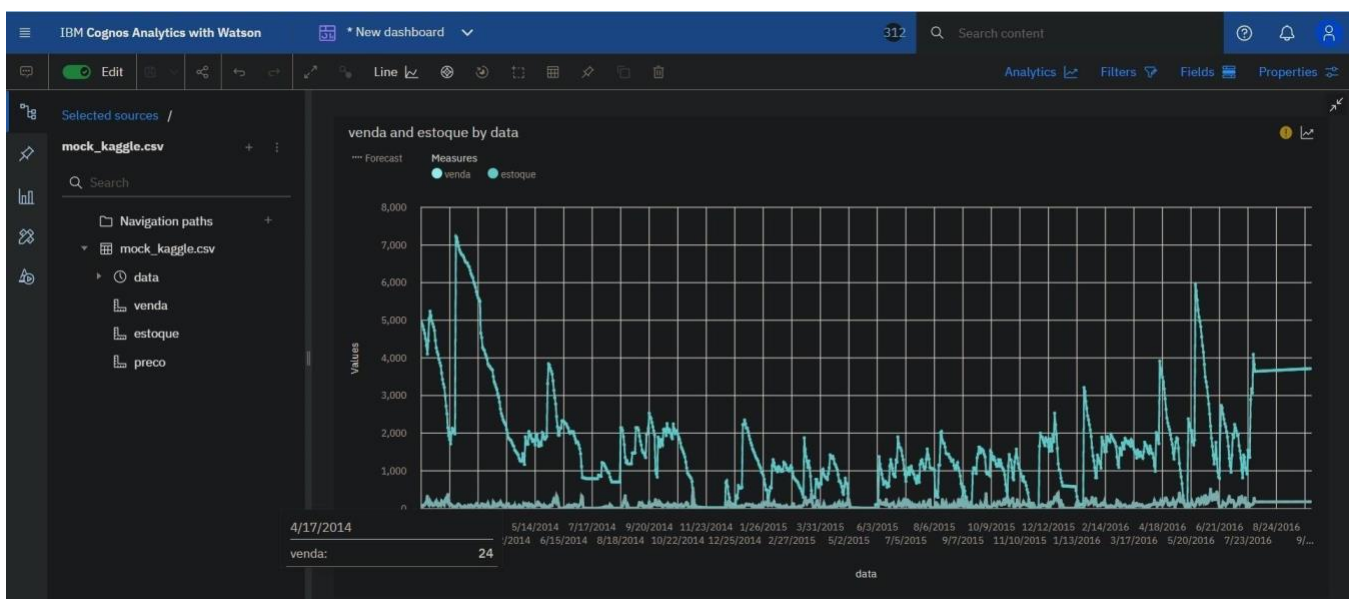 IBM Cognos Analytics with Watson
* New dashboard
312
Search content
Edit
Line
Analytics
Filters
Fields
Properties
Selected sources /
mock_kaggle.csv
Search
Navigation paths
mock_kaggle.csv
data
venda
estoque
preco
venda and estoque by data
Forecast
Measures
venda
estoque
Values
8,000
7,000
6,000
5,000
4,000
3,000
2,000
1,000
0
5/14/2014 7/17/2014 9/20/2014 11/23/2014 1/26/2015 3/31/2015 6/3/2015 8/6/2015 10/9/2015 12/12/2015 2/14/2016 4/18/2016 6/21/2016 8/24/2016
/2014 6/15/2014 8/18/2014 10/22/2014 12/25/2014 2/27/2015 5/2/2015 7/5/2015 9/7/2015 11/10/2015 1/13/2016 3/17/2016 5/20/2016 7/23/2016 9/...
data
4/17/2014
venda: 24